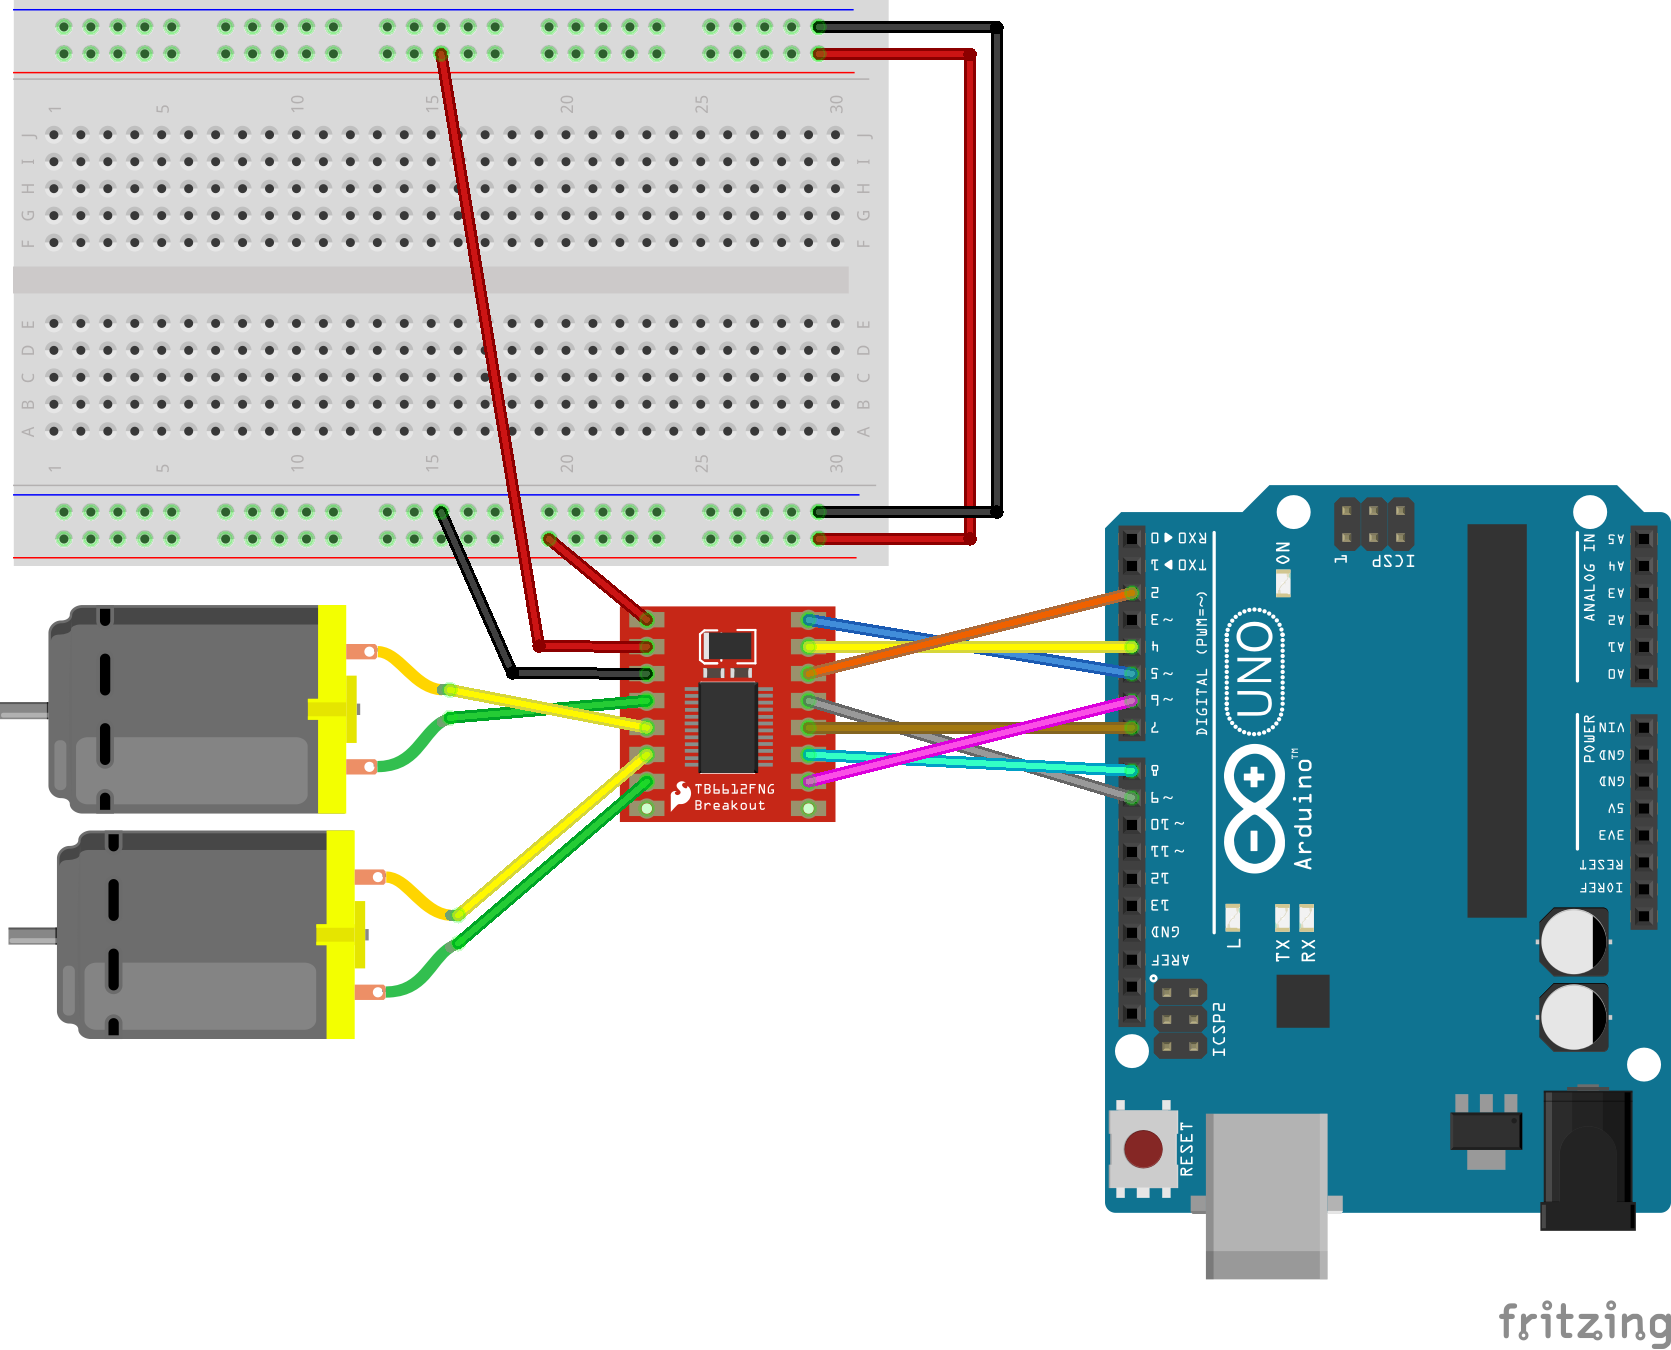 1 5 10 15 20 25 30
J J
I I
H H
G G
F F
E E
D D
C C
B B
A A
1 5 10 15 20 25 30
TB6612FNG
Breakout
RX0 ◀ 0
TX0 ▶ 1
2
~3
4
~5
~6
7
8
~9
~10
~11
12
13
GND
AREF
DIGITAL (PWM=~)
ON
1 ICSP
UNO
Arduino™
L
TX
RX
ICSP2
RESET
ANALOG IN
A5
A4
A3
A2
A1
A0
POWER
VIN
GND
GND
5V
3V3
RESET
IOREF
fritzing